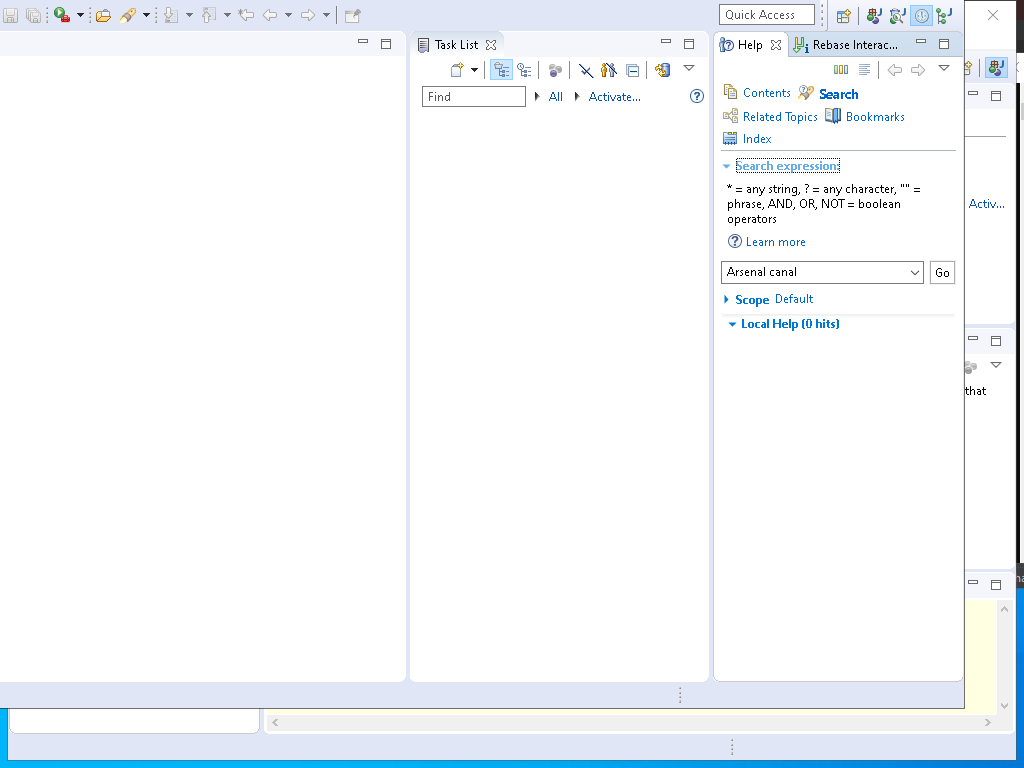 Quick Access
Task List
Help
Rebase Interac...
Find
All
Activate...
Contents
Search
Related Topics
Bookmarks
Index
Search expression:
* = any string, ? = any character, "" =
phrase, AND, OR, NOT = boolean
operators
Learn more
Arsenal canal
Go
Scope Default
Local Help (0 hits)
Activ...
that